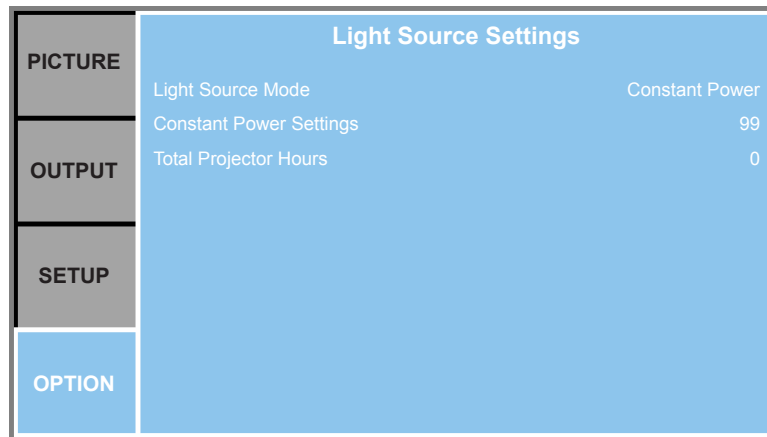 PICTURE
OUTPUT
SETUP
OPTION
Light Source Settings
Light Source Mode Constant Power
Constant Power Settings 99
Total Projector Hours 0